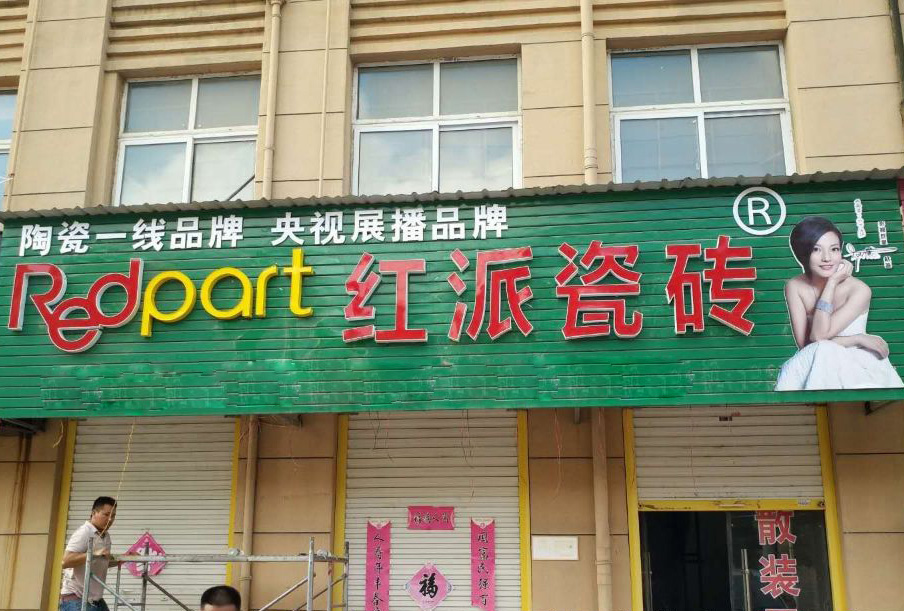 陶瓷一线品牌 央视展播品牌
Redpart 红派瓷砖 ®
福
散装